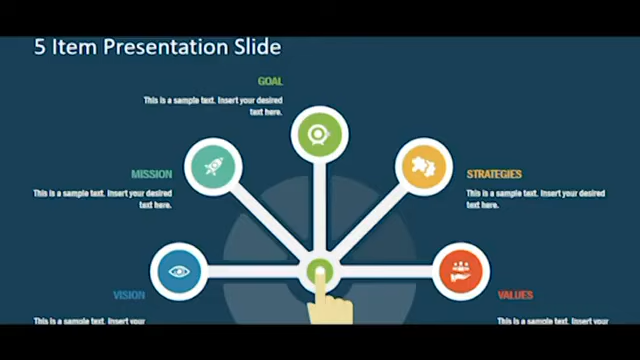 5 Item Presentation Slide
GOAL
This is a sample text. Insert your desired
text here.
MISSION
This is a sample text. Insert your desired
text here.
STRATEGIES
This is a sample text. Insert your desired
text here.
VISION
This is a sample text. Insert your
VALUES
This is a sample text. Insert your